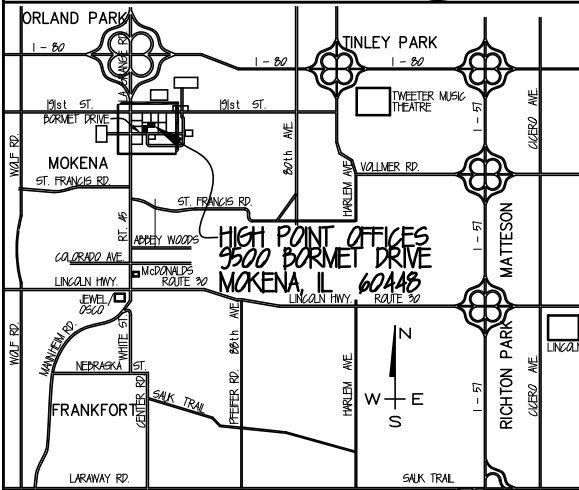 ORLAND PARK
TINLEY PARK
I - 80
I - 80
I - 80
LA GRANGE RD.
191st ST.
191st ST.
BORMET DRIVE
TWEETER MUSIC
THEATRE
WOLF RD.
80th AVE.
I - 57
CICERO AVE.
MOKENA
ST. FRANCIS RD.
HARLEM AVE.
VOLLMER RD.
ST. FRANCIS RD.
RT. 45
ABBEY WOODS
HIGH POINT OFFICES
9500 BORMET DRIVE
MOKENA, IL 60448
COLORADO AVE.
McDONALDS
I - 57
MATTESON
LINCOLN HWY.
ROUTE 30
LINCOLN HWY.
ROUTE 30
JEWEL/
OSCO
WOLF RD.
MANNHEIM RD.
WHITE ST.
88th AVE.
LINCOLN
NEBRASKA ST.
N
W E
S
HARLEM AVE.
PFEIFER RD.
I - 57
RICHTON PARK
CICERO AVE.
FRANKFORT
CENTER RD.
SAUK TRAIL
LARAWAY RD.
SAUK TRAIL